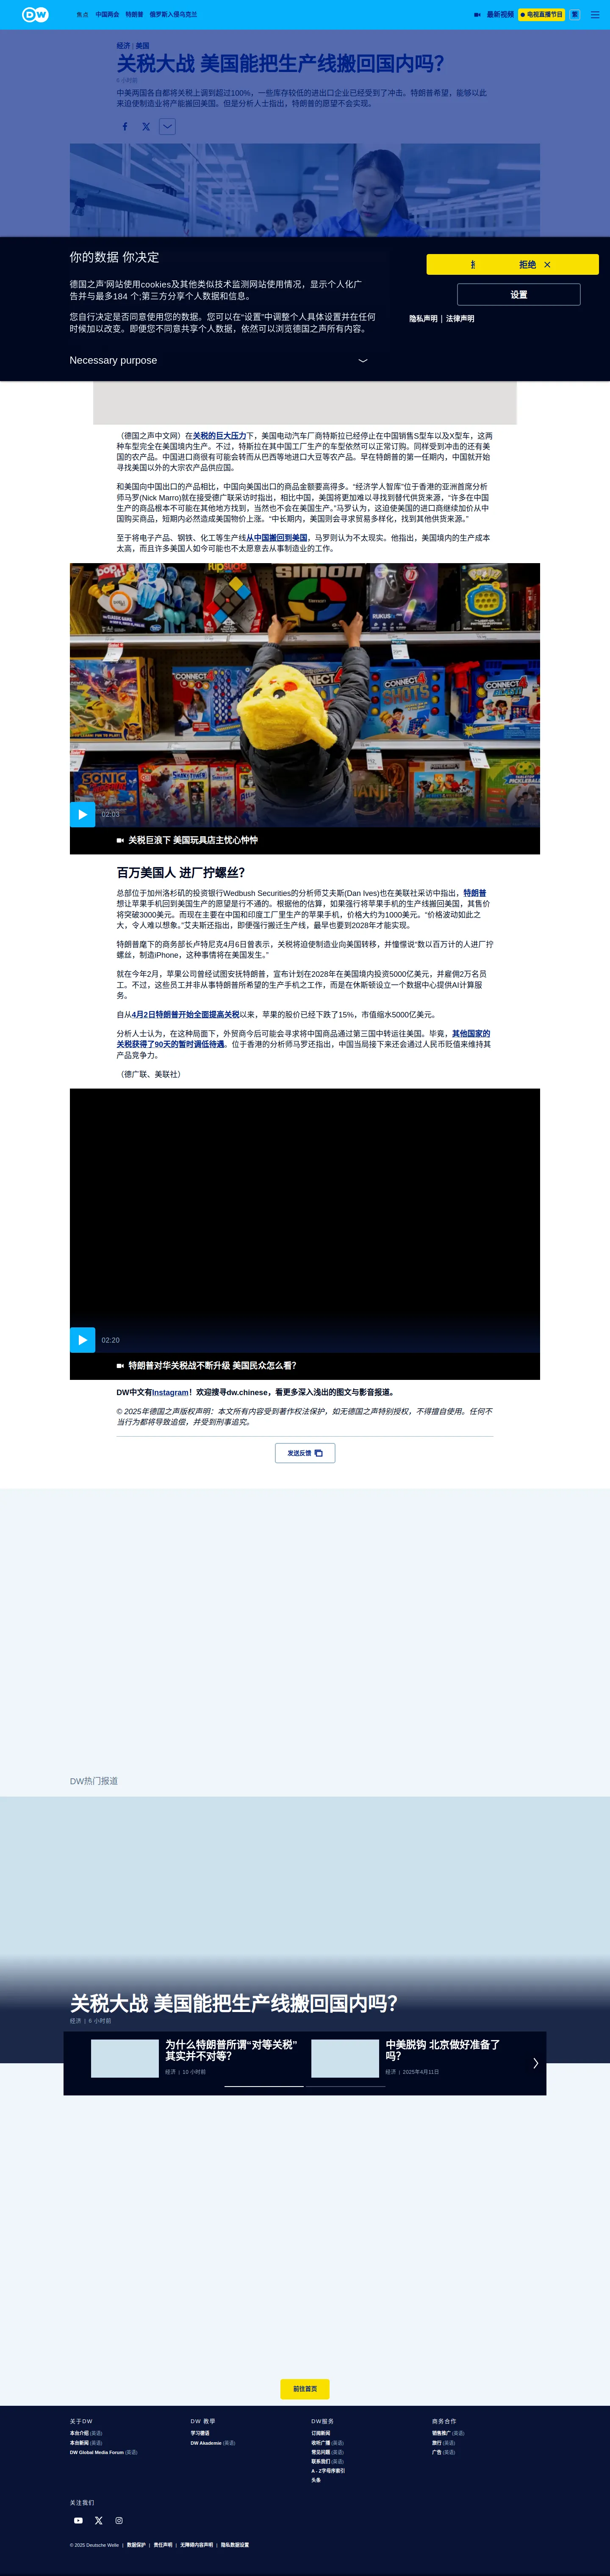 DW
焦点 中国两会 特朗普 俄罗斯入侵乌克兰
最新视频 电视直播节目 繁
经济 | 美国
关税大战 美国能把生产线搬回国内吗?
6 小时前
中美两国各自都将关税上调到超过100%，一些库存较低的进出口企业已经受到了冲击。特朗普希望，能够以此
来迫使制造业将产能搬回美国。但是分析人士指出，特朗普的愿望不会实现。
你的数据 你决定
德国之声'网站使用cookies及其他类似技术监测网站使用情况，显示个人化广
告并与最多184 个;第三方分享个人数据和信息。
您自行决定是否同意使用您的数据。您可以在“设置”中调整个人具体设置并在任何
时候加以改变。即便您不同意共享个人数据，依然可以浏览德国之声所有内容。
Necessary purpose
拒绝
设置
隐私声明 | 法律声明
（德国之声中文网）在关税的巨大压力下，美国电动汽车厂商特斯拉已经停止在中国销售S型车以及X型车，这两
种车型完全在美国境内生产。不过，特斯拉在其中国工厂生产的车型依然可以正常订购。同样受到冲击的还有美
国的农产品。中国进口商很有可能会转而从巴西等地进口大豆等农产品。早在特朗普的第一任期内，中国就开始
寻找美国以外的大宗农产品供应国。
和美国向中国出口的产品相比，中国向美国出口的商品金额要高得多。“经济学人智库”位于香港的亚洲首席分析
师马罗(Nick Marro)就在接受德广联采访时指出，相比中国，美国将更加难以寻找到替代供货来源，“许多在中国
生产的商品根本不可能在其他地方找到，当然也不会在美国生产。”马罗认为，这迫使美国的进口商继续加价从中
国购买商品，短期内必然造成美国物价上涨。“中长期内，美国则会寻求贸易多样化，找到其他供货来源。”
至于将电子产品、钢铁、化工等生产线从中国搬回到美国，马罗则认为不太现实。他指出，美国境内的生产成本
太高，而且许多美国人如今可能也不太愿意去从事制造业的工作。
RipSuge
simon
CONNECT 4
CONNECT 4
SHOTS
SONIC
MINECRAFT
02:03
关税巨浪下 美国玩具店主忧心忡忡
百万美国人 进厂拧螺丝?
总部位于加州洛杉矶的投资银行Wedbush Securities的分析师艾夫斯(Dan Ives)也在美联社采访中指出，特朗普
想让苹果手机回到美国生产的愿望是行不通的。根据他的估算，如果强行将苹果手机的生产线搬回美国，其售价
将突破3000美元。而现在主要在中国和印度工厂里生产的苹果手机，价格大约为1000美元。“价格波动如此之
大，令人难以想象。”艾夫斯还指出，即便强行搬迁生产线，最早也要到2028年才能实现。
特朗普麾下的商务部长卢特尼克4月6日曾表示，关税将迫使制造业向美国转移，并憧憬说“数以百万计的人进厂拧
螺丝，制造iPhone，这种事情将在美国发生。”
就在今年2月，苹果公司曾经试图安抚特朗普，宣布计划在2028年在美国境内投资5000亿美元，并雇佣2万名员
工。不过，这些员工并非从事特朗普所希望的生产手机之工作，而是在休斯顿设立一个数据中心提供AI计算服
务。
自从4月2日特朗普开始全面提高关税以来，苹果的股价已经下跌了15%，市值缩水5000亿美元。
分析人士认为，在这种局面下，外贸商今后可能会寻求将中国商品通过第三国中转运往美国。毕竟，其他国家的
关税获得了90天的暂时调低待遇。位于香港的分析师马罗还指出，中国当局接下来还会通过人民币贬值来维持其
产品竞争力。
（德广联、美联社）
02:20
特朗普对华关税战不断升级 美国民众怎么看?
DW中文有Instagram！欢迎搜寻dw.chinese，看更多深入浅出的图文与影音报道。
© 2025年德国之声版权声明：本文所有内容受到著作权法保护，如无德国之声特别授权，不得擅自使用。任何不
当行为都将导致追偿，并受到刑事追究。
发送反馈
DW热门报道
关税大战 美国能把生产线搬回国内吗?
经济 | 6 小时前
为什么特朗普所谓“对等关税”
其实并不对等?
经济 | 10 小时前
中美脱钩 北京做好准备了
吗?
经济 | 2025年4月11日
前往首页
关于DW
本台介绍 (英语)
本台新闻 (英语)
DW Global Media Forum (英语)
DW 教學
学习德语
DW Akademie (英语)
DW服务
订阅新闻
收听广播 (英语)
常见问题 (英语)
联系我们 (英语)
A - Z字母序索引
头条
商务合作
销售推广 (英语)
旅行 (英语)
广告 (英语)
关注我们
© 2025 Deutsche Welle | 数据保护 | 责任声明 | 无障碍内容声明 | 隐私数据设置